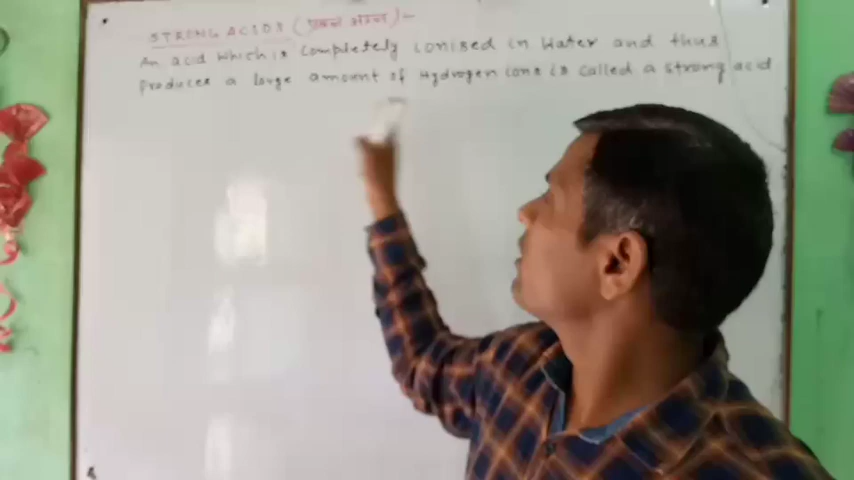 STRONG ACIDS (प्रबल अम्ल)-
An acid which is completely ionised in water and thus
produces a large amount of Hydrogen ions is called a strong acid